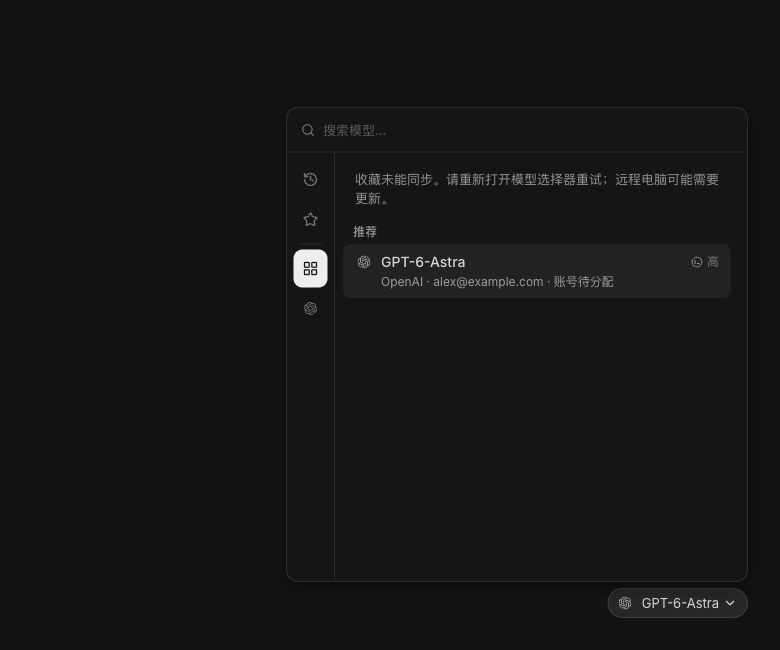 搜索模型...
收藏未能同步。请重新打开模型选择器重试；远程电脑可能需要
更新。
推荐
GPT-6-Astra
高
OpenAI · alex@example.com · 账号待分配
GPT-6-Astra